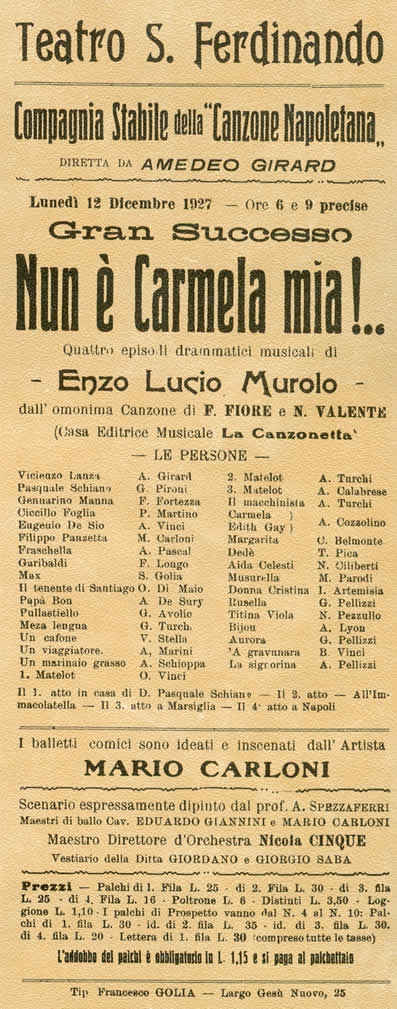 Teatro S. Ferdinando
Compagnia Stabile della "Canzone Napoletana„
DIRETTA DA AMEDEO GIRARD
Lunedì 12 Dicembre 1927 — Ore 6 e 9 precise
Gran Successo
Nun è Carmela mia!..
Quattro episodi drammatici musicali di
- Enzo Lucio Murolo -
dall' omonima Canzone di F. FIORE e N. VALENTE
(Casa Editrice Musicale La Canzonetta'
— LE PERSONE —
Vicienzo Lanza A. Girard
Pasquale Schiano G. Pironi
Gennarino Manna F. Fortezza
Ciccillo Foglia P. Martino
Eugenio De Sio A. Vinci
Filippo Panzetta M. Carloni
Fraschella A. Pascal
Garibaldi F. Longo
Max S. Golia
Il tenente di Santiago O. Di Maio
Papà Bon A De Sury
Pullastiello G. Avolio
Meza lengua G. Turch.
Un cafone V. Stella
Un viaggiatore. A, Marini
Un marinaio grasso A. Schioppa
1. Matelot O. Vinci
2. Matelot A. Turchi
3. Matelot A. Calabrese
Il macchinista A. Turchi
Carmela )
Edith Gay ) A. Cozzolino
Margarita C. Belmonte
Dedè T. Pica
Aida Celesti N. Ciliberti
Musurella M. Parodi
Donna Cristina I. Artemisia
Rusella G. Pellizzi
Titina Viola N. Pezzullo
Bijou A. Lyon
Aurora G. Pellizzi
'A gravunara B. Vinci
La signorina A. Pellizzi
Il 1. atto in casa di D. Pasquale Schiano — Il 2. atto — All'Im-
macolatella — Il 3. atto a Marsiglia — Il 4· atto a Napoli
I balletti comici sono ideati e inscenati dall' Artista
MARIO CARLONI
Scenario espressamente dipinto dal prof. A. SPEZZAFERRI
Maestri di ballo Cav. EDUARDO GIANNINI e MARIO CARLONI
Maestro Direttore d'Orchestra Nicola CINQUE
Vestiario della Ditta GIORDANO e GIORGIO SABA
Prezzi — Palchi di 1. Fila L. 25 - di 2. Fila L. 30 - di 3. fila
L. 25 - di 4. Fila L. 16 - Poltrone L. 6 - Distinti L. 3,50 - Log-
gione L. 1,10 - I palchi di Prospetto vanno dal N. 4 al N. 10: Pal-
chi di 1. fila L. 30 - id. di 2. fila L. 35 - id. di 3. fila L. 30.
di 4. fila L. 20 - Lettera di 1. fila L. 30 (compreso tutte le tasse)
L'addobbo dei palchi è obbligatorio in L. 1,15 e si paga al palchettaio
Tip Francesco GOLIA — Largo Gesù Nuovo, 25